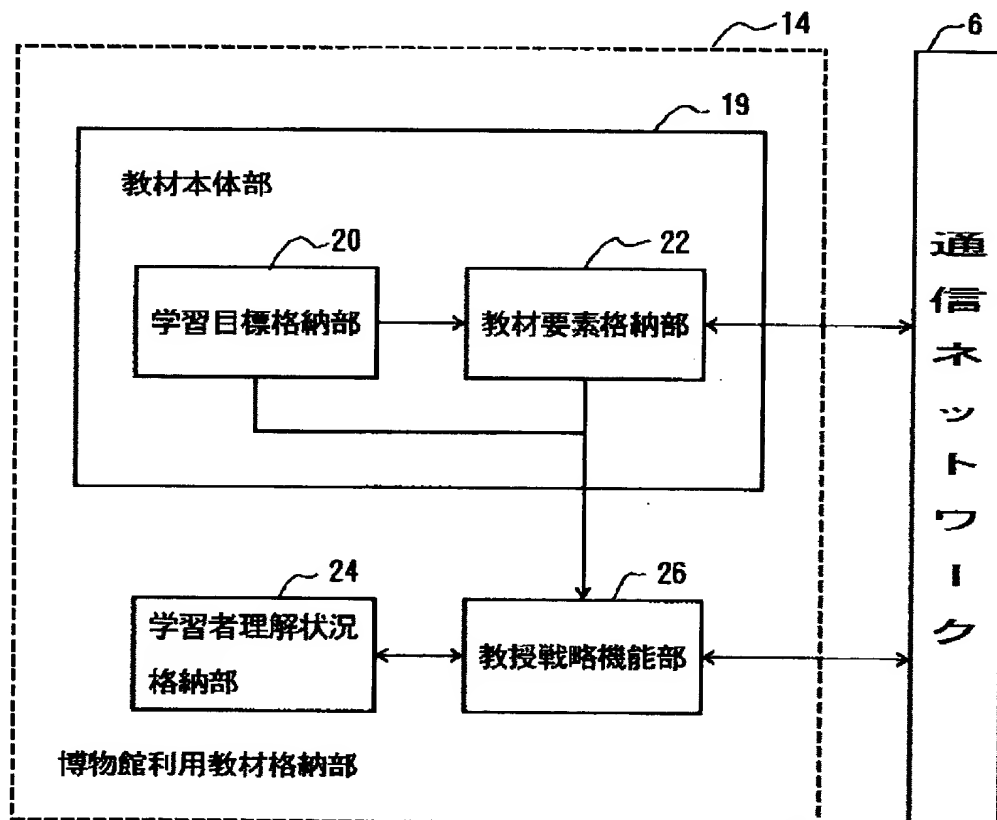 14
6
19
教材本体部
20
22
学習目標格納部
教材要素格納部
通信ネットワーク
24
26
学習者理解状況
格納部
教授戦略機能部
博物館利用教材格納部